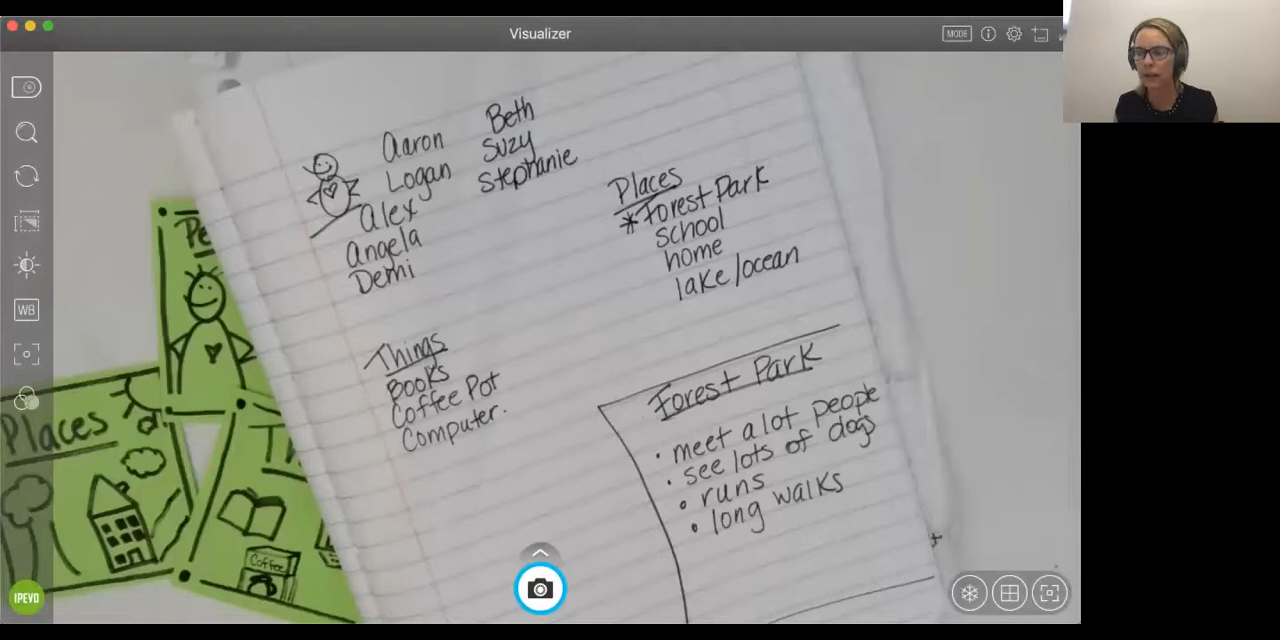 Visualizer
MODE
Aaron
Logan
Alex
Angela
Demi
Beth
Suzy
Stephanie
Places
*Forest Park
school
home
lake/ocean
Things
Books
Coffee Pot
Computer.
Forest Park
• meet a lot people
• see lots of dogs
• runs
• long walks
Places
Coffee
WB
IPEVO